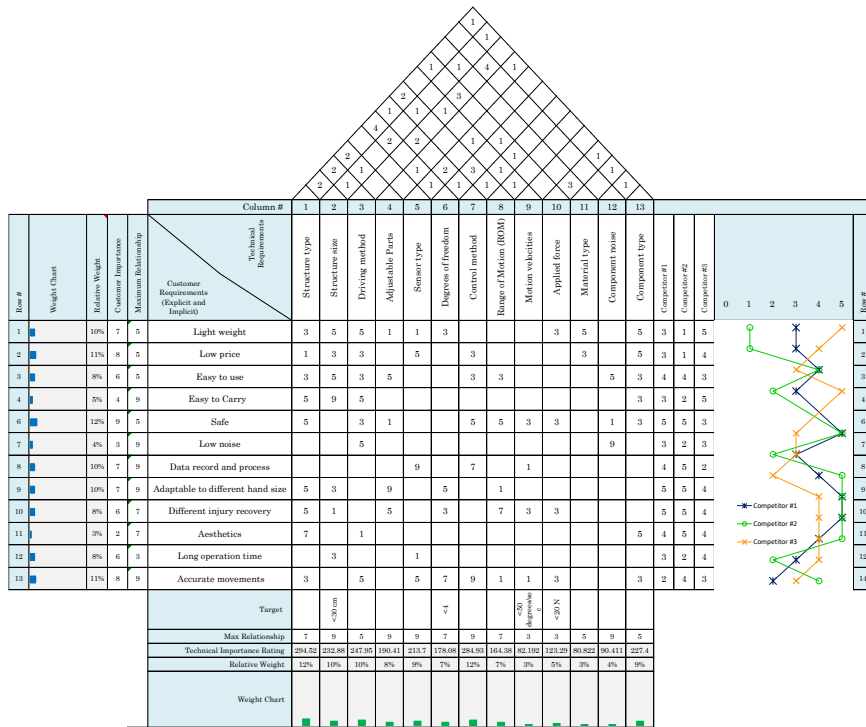 1
1 1 4 1
2 3
1 1 1
4
2 2 1
2 1
2 2 1 2 3 1 2
2 1 1 1 1 1 1 3 1 1
Column # 1 2 3 4 5 6 7 8 9 10 11 12 13
Row #
Weight Chart
Relative Weight
Customer Importance
Maximum Relationship
Technical Requirements
Customer Requirements (Explicit and Implicit)
Structure type
Structure size
Driving method
Adjustable Parts
Sensor type
Degrees of freedom
Control method
Range of Motion (ROM)
Motion velocities
Applied force
Material type
Component noise
Component type
Competitor #1
Competitor #2
Competitor #3
0 1 2 3 4 5
Row #
1 10% 7 5 Light weight 3 5 5 1 1 3 3 5 5 3 1 5 1
2 11% 8 5 Low price 1 3 3 5 3 3 5 3 1 4 2
3 8% 6 5 Easy to use 3 5 3 5 3 3 5 3 4 4 3 3
4 5% 4 9 Easy to Carry 5 9 5 3 3 3 2 5 4
6 12% 9 5 Safe 5 3 1 5 5 3 3 1 3 5 5 3 6
7 4% 3 9 Low noise 5 9 3 2 3 7
8 10% 7 9 Data record and process 9 7 1 4 5 2 8
9 10% 7 9 Adaptable to different hand size 5 3 9 5 1 5 5 4 9
10 8% 6 7 Different injury recovery 5 1 5 3 7 3 3 5 5 4 10
11 3% 2 7 Aesthetics 7 1 5 4 5 4 11
12 8% 6 3 Long operation time 3 1 3 2 4 12
13 11% 8 9 Accurate movements 3 5 5 7 9 1 1 3 3 2 4 3 14
Competitor #1
Competitor #2
Competitor #3
Target <30 cm <4 <50 degrees/sec <20 N
Max Relationship 7 9 5 9 9 7 9 7 3 3 5 9 5
Technical Importance Rating 294.52 232.88 247.95 190.41 213.7 178.08 284.93 164.38 82.192 123.29 80.822 90.411 227.4
Relative Weight 12% 10% 10% 8% 9% 7% 12% 7% 3% 5% 3% 4% 9%
Weight Chart